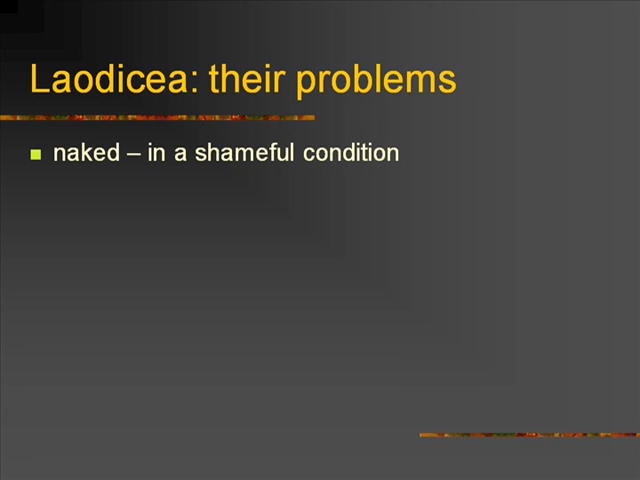 Laodicea: their problems
naked – in a shameful condition